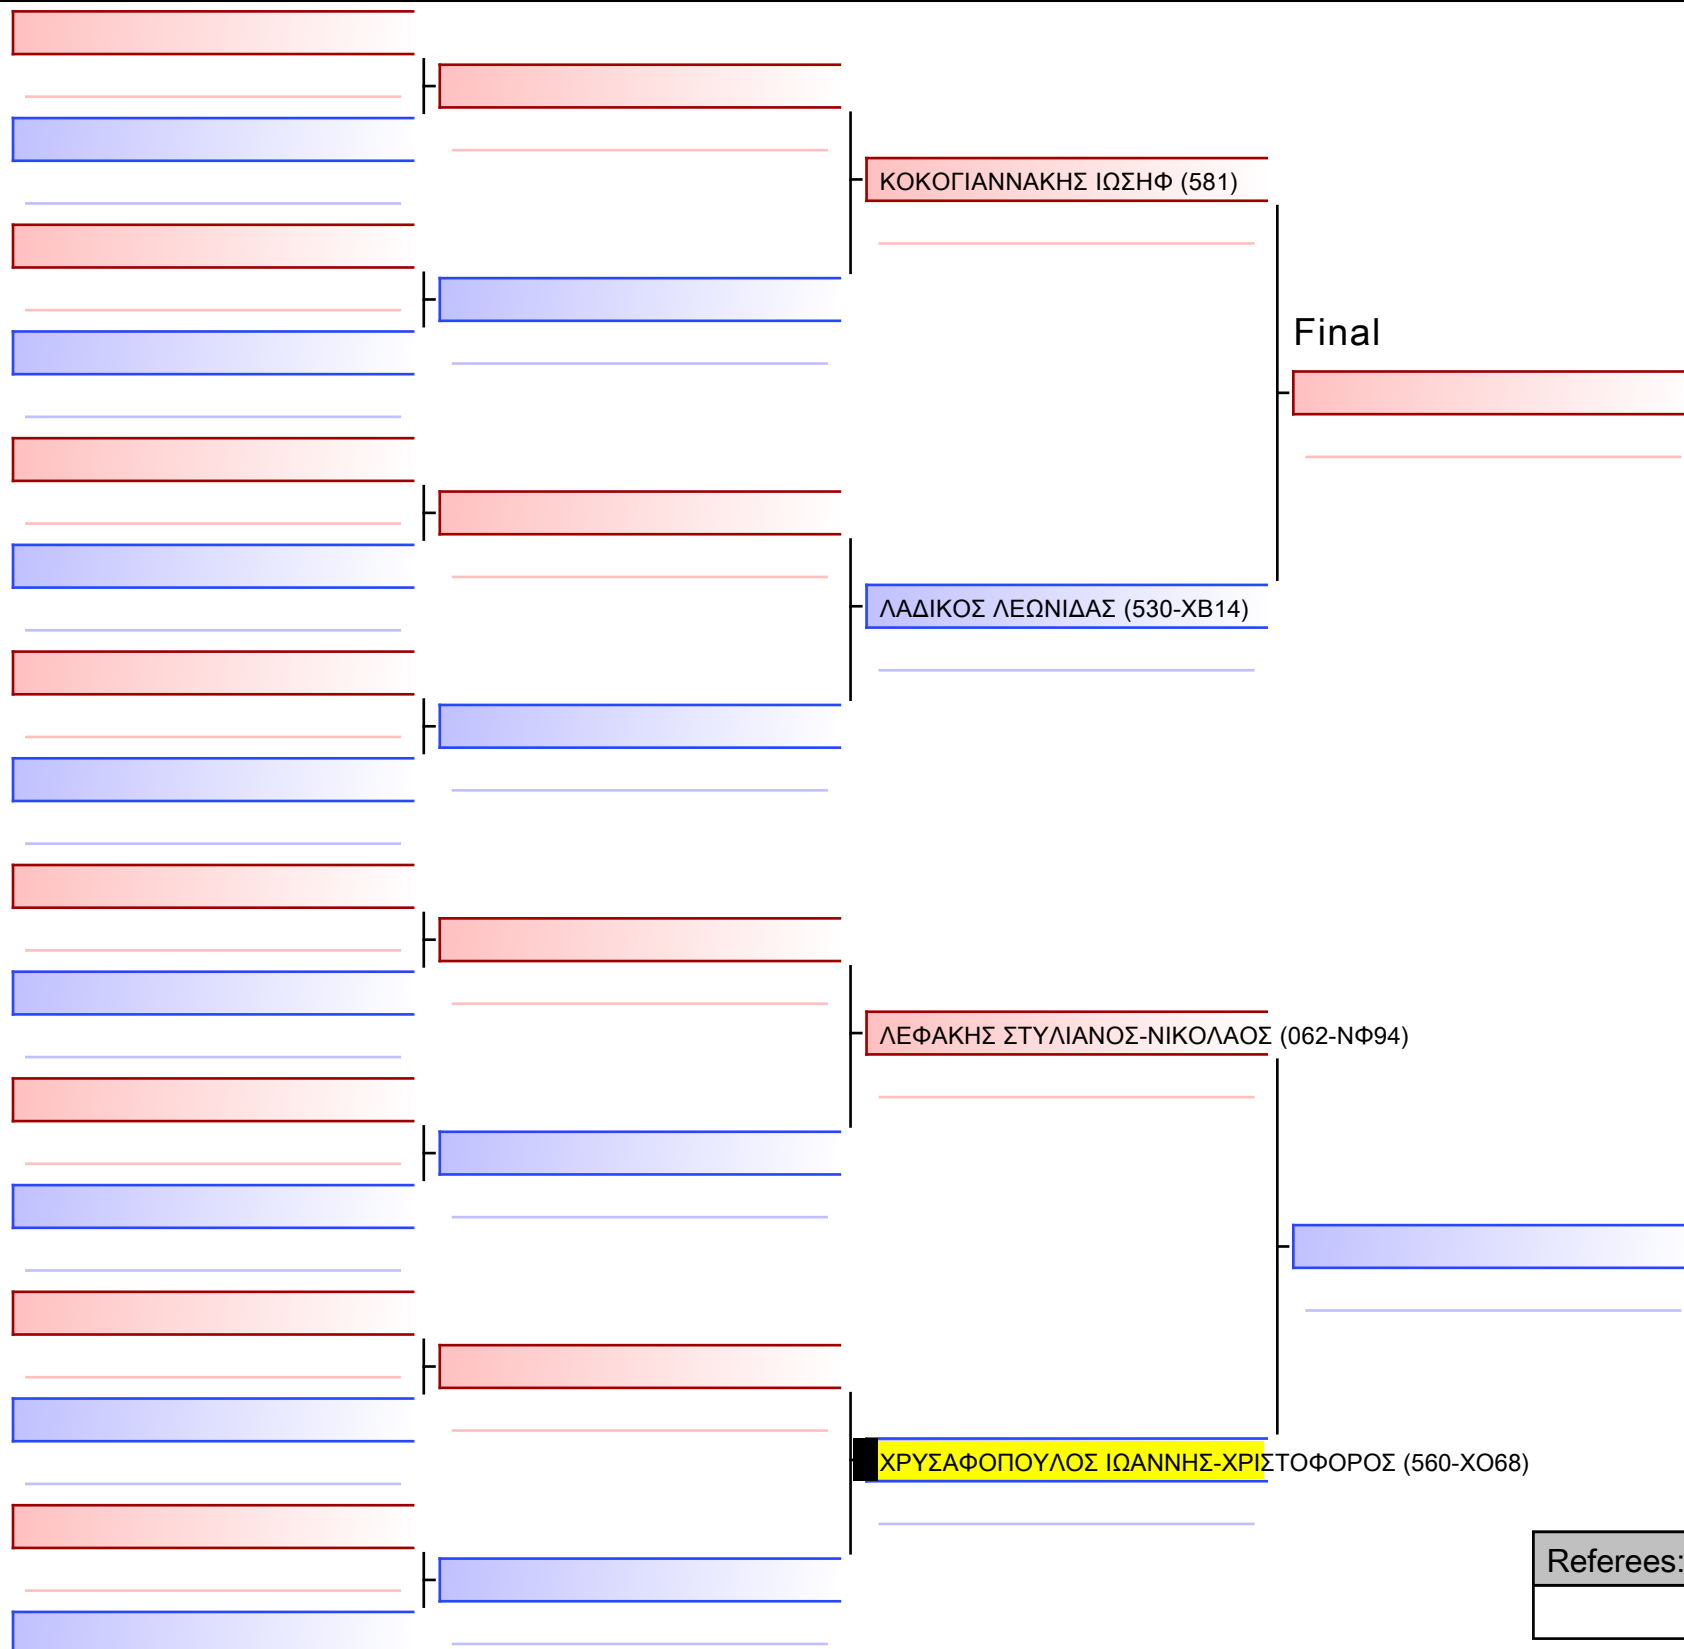 ΚΟΚΟΓΙΑΝΝΑΚΗΣ ΙΩΣΗΦ (581)
Final
ΛΑΔΙΚΟΣ ΛΕΩΝΙΔΑΣ (530-ΧΒ14)
ΛΕΦΑΚΗΣ ΣΤΥΛΙΑΝΟΣ-ΝΙΚΟΛΑΟΣ (062-ΝΦ94)
ΧΡΥΣΑΦΟΠΟΥΛΟΣ ΙΩΑΝΝΗΣ-ΧΡΙΣΤΟΦΟΡΟΣ (560-ΧΟ68)
Referees: